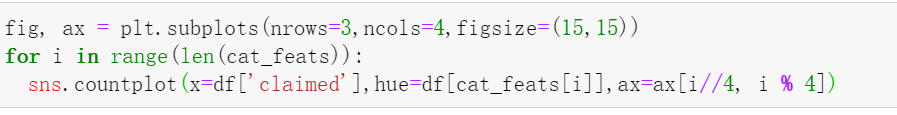 fig, ax = plt.subplots(nrows=3,ncols=4,figsize=(15,15))
for i in range(len(cat_feats)):
  sns.countplot(x=df['claimed'],hue=df[cat_feats[i]],ax=ax[i//4, i % 4])